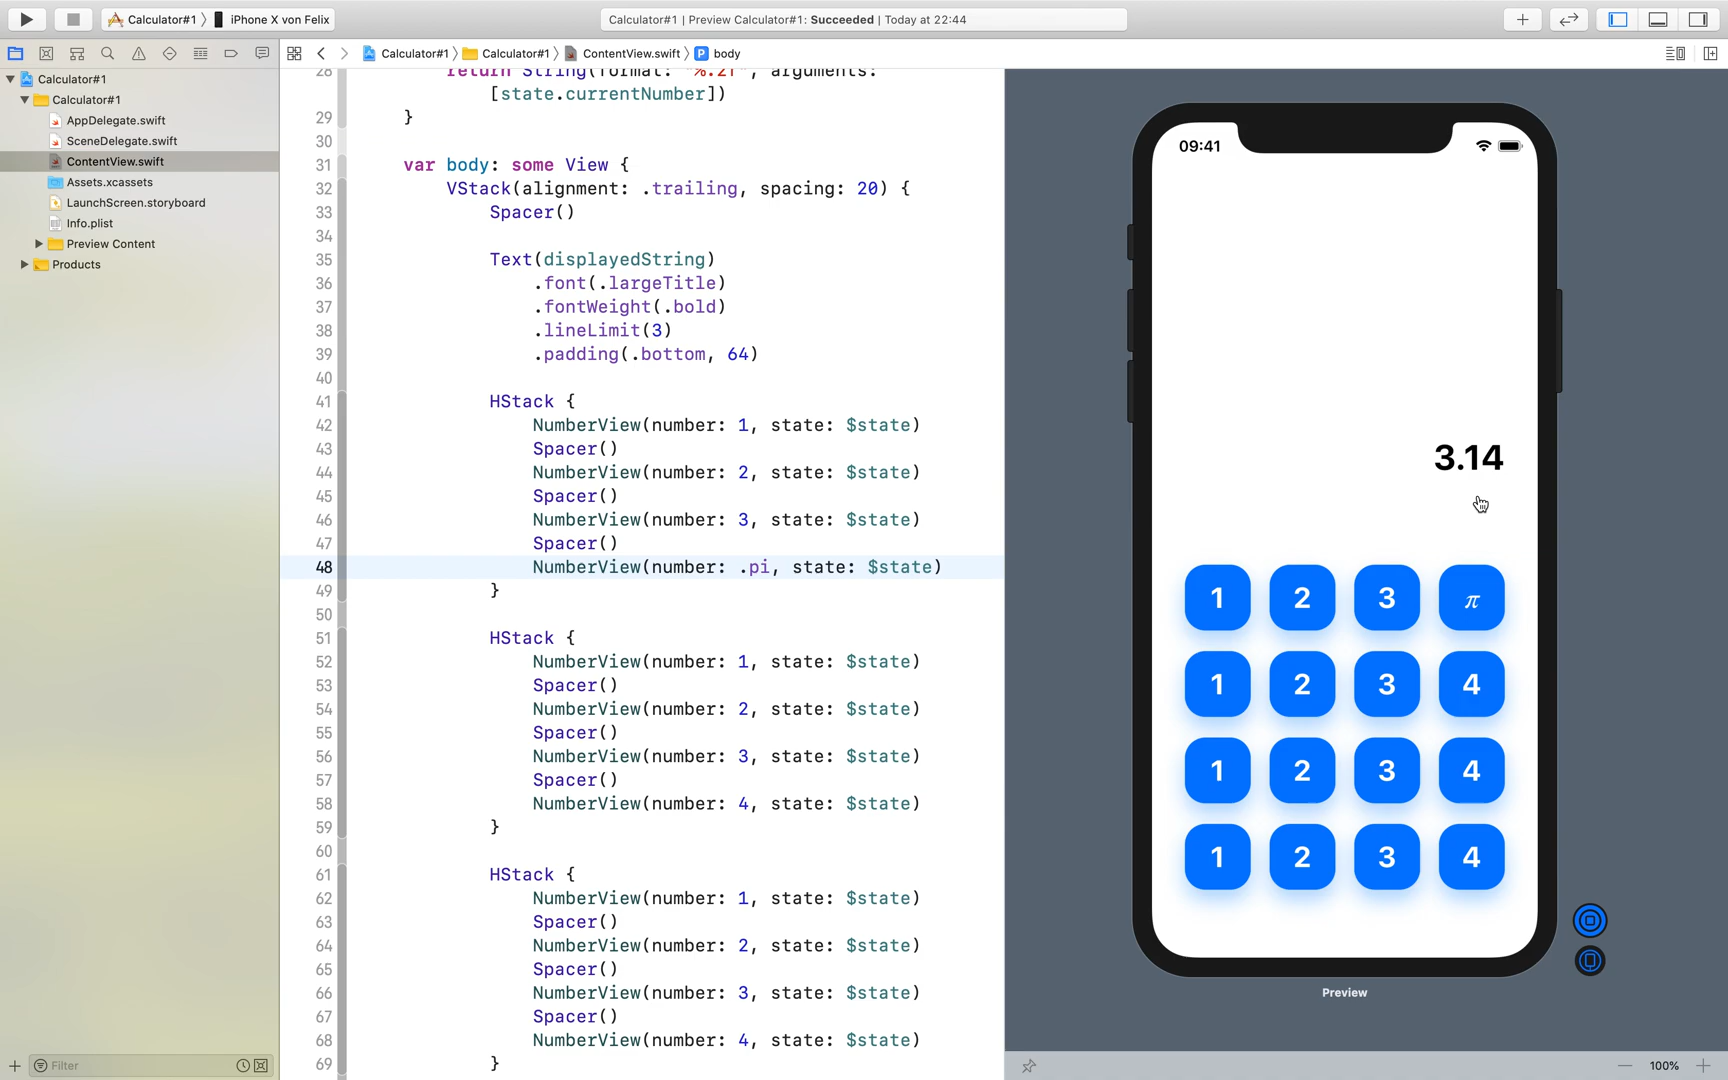 Calculator#1 〉 iPhone X von Felix
Calculator#1 | Preview Calculator#1: Succeeded | Today at 22:44
Calculator#1 〉 Calculator#1 〉 ContentView.swift 〉 P body
Calculator#1
Calculator#1
AppDelegate.swift
SceneDelegate.swift
ContentView.swift
Assets.xcassets
LaunchScreen.storyboard
Info.plist
Preview Content
Products
Filter
28 return String(format: "%.2f", arguments:
[state.currentNumber])
29 }
30
31 var body: some View {
32 VStack(alignment: .trailing, spacing: 20) {
33 Spacer()
34
35 Text(displayedString)
36 .font(.largeTitle)
37 .fontWeight(.bold)
38 .lineLimit(3)
39 .padding(.bottom, 64)
40
41 HStack {
42 NumberView(number: 1, state: $state)
43 Spacer()
44 NumberView(number: 2, state: $state)
45 Spacer()
46 NumberView(number: 3, state: $state)
47 Spacer()
48 NumberView(number: .pi, state: $state)
49 }
50
51 HStack {
52 NumberView(number: 1, state: $state)
53 Spacer()
54 NumberView(number: 2, state: $state)
55 Spacer()
56 NumberView(number: 3, state: $state)
57 Spacer()
58 NumberView(number: 4, state: $state)
59 }
60
61 HStack {
62 NumberView(number: 1, state: $state)
63 Spacer()
64 NumberView(number: 2, state: $state)
65 Spacer()
66 NumberView(number: 3, state: $state)
67 Spacer()
68 NumberView(number: 4, state: $state)
69 }
09:41
3.14
1 2 3 π
1 2 3 4
1 2 3 4
1 2 3 4
Preview
100%